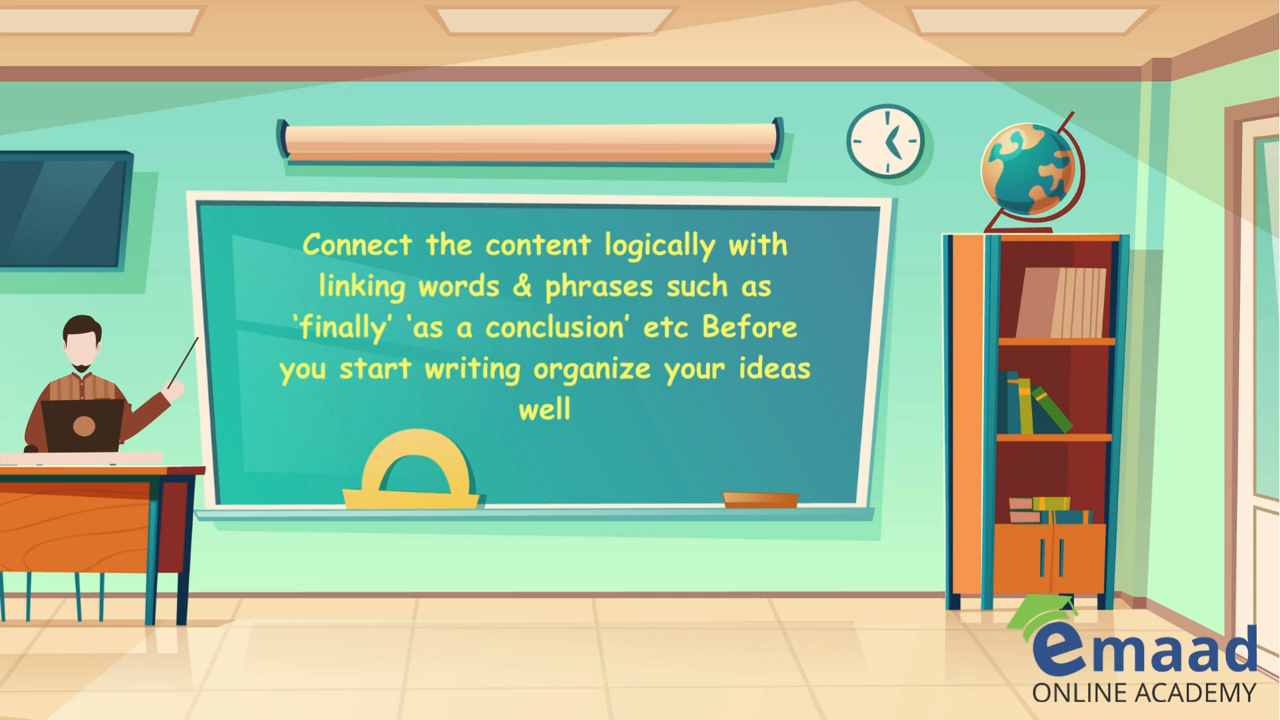 Connect the content logically with
linking words & phrases such as
‘finally’ ‘as a conclusion’ etc Before
you start writing organize your ideas
well
emaad
ONLINE ACADEMY